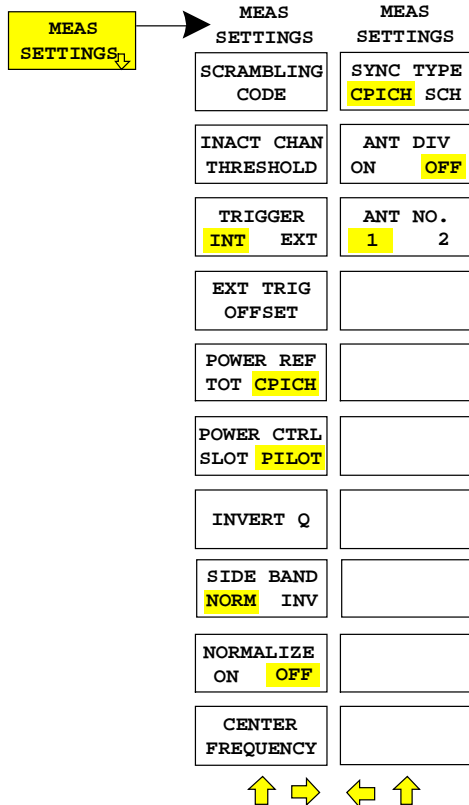 MEAS
SETTINGS
MEAS
SETTINGS
SCRAMBLING
CODE
INACT CHAN
THRESHOLD
TRIGGER
INT EXT
EXT TRIG
OFFSET
POWER REF
TOT CPICH
POWER CTRL
SLOT PILOT
INVERT Q
SIDE BAND
NORM INV
NORMALIZE
ON OFF
CENTER
FREQUENCY
MEAS
SETTINGS
SYNC TYPE
CPICH SCH
ANT DIV
ON OFF
ANT NO.
1 2